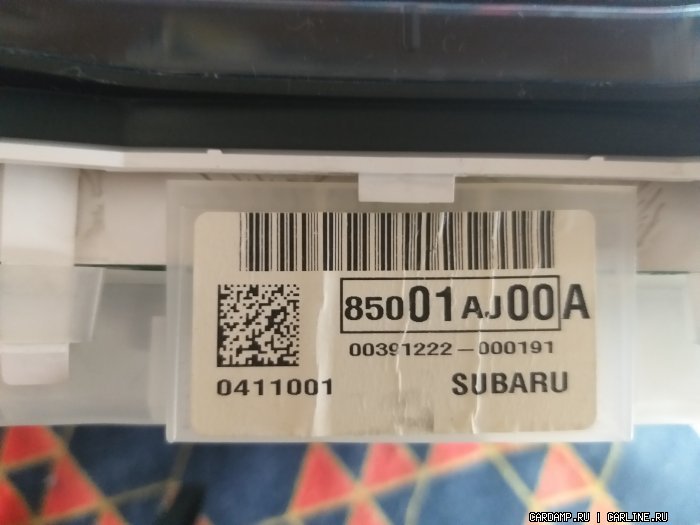 85001AJ00A
00391222-000191
0411001 SUBARU
CARDAMP.RU | CARLINE.RU